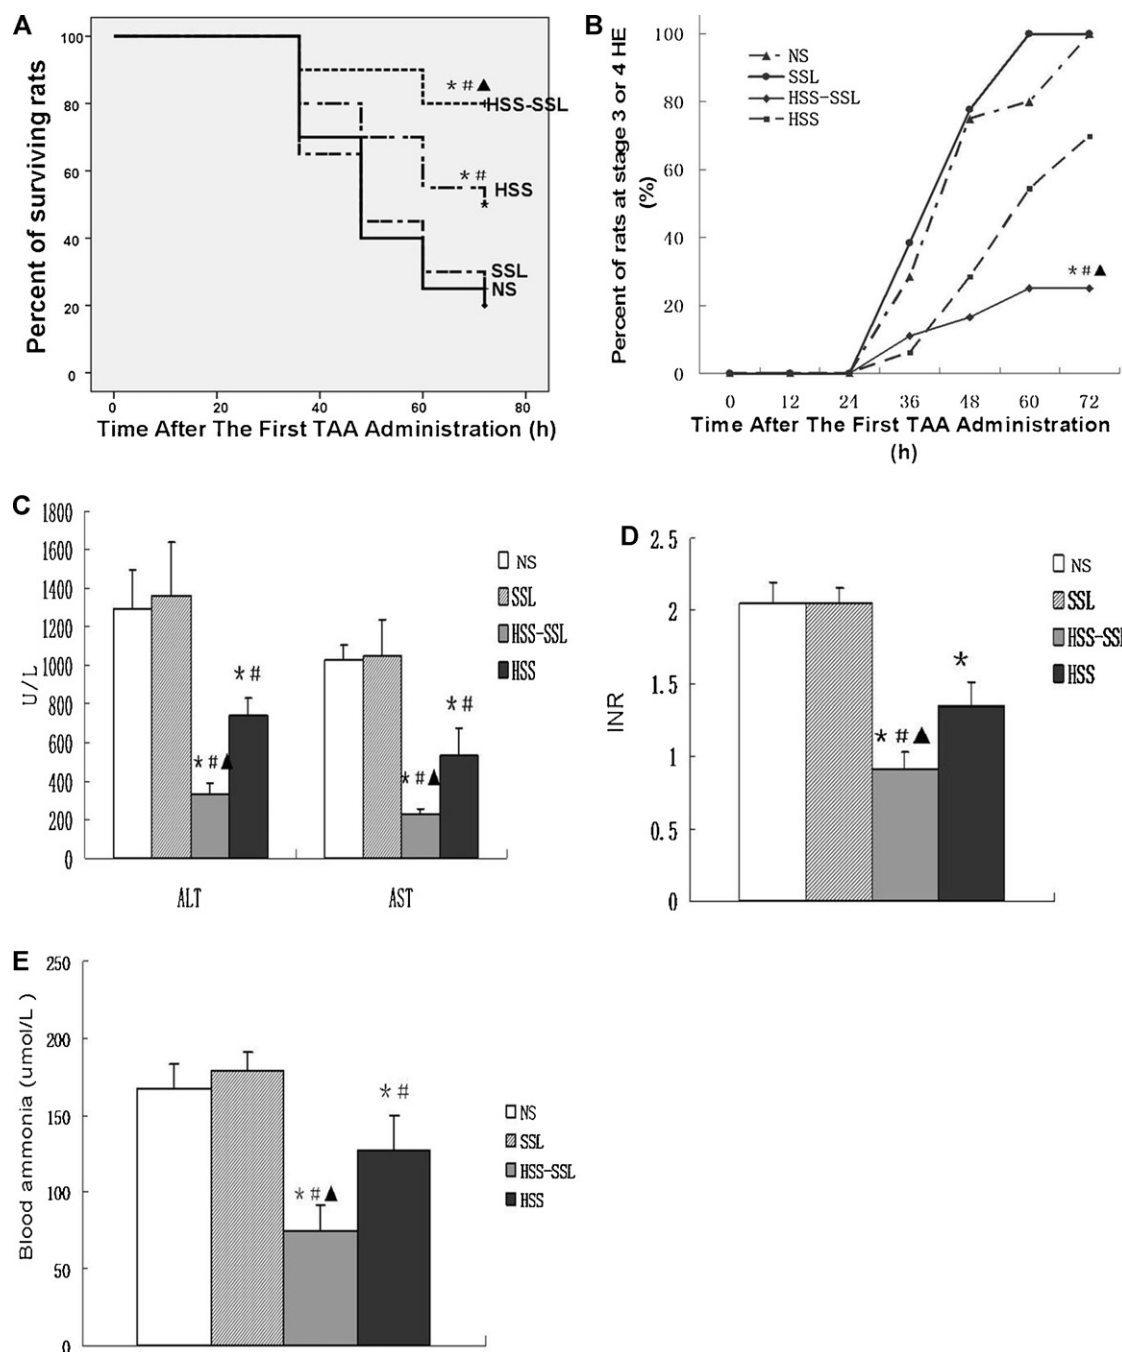 A
Percent of surviving rats
100
80
60
40
20
0
* # ▲
HSS-SSL
* #
HSS
*
SSL
NS
0 20 40 60 80
Time After The First TAA Administration (h)
B
Percent of rats at stage 3 or 4 HE
(%)
100
80
60
40
20
0
NS
SSL
HSS-SSL
HSS
* # ▲
0 12 24 36 48 60 72
Time After The First TAA Administration
(h)
C
U/L
1800
1600
1400
1200
1000
800
600
400
200
0
* # ▲
* #
* # ▲
* #
NS
SSL
HSS-SSL
HSS
ALT AST
D
INR
2.5
2
1.5
1
0.5
0
* # ▲
*
NS
SSL
HSS-SSL
HSS
E
Blood ammonia (umol/L)
250
200
150
100
50
0
* # ▲
* #
NS
SSL
HSS-SSL
HSS